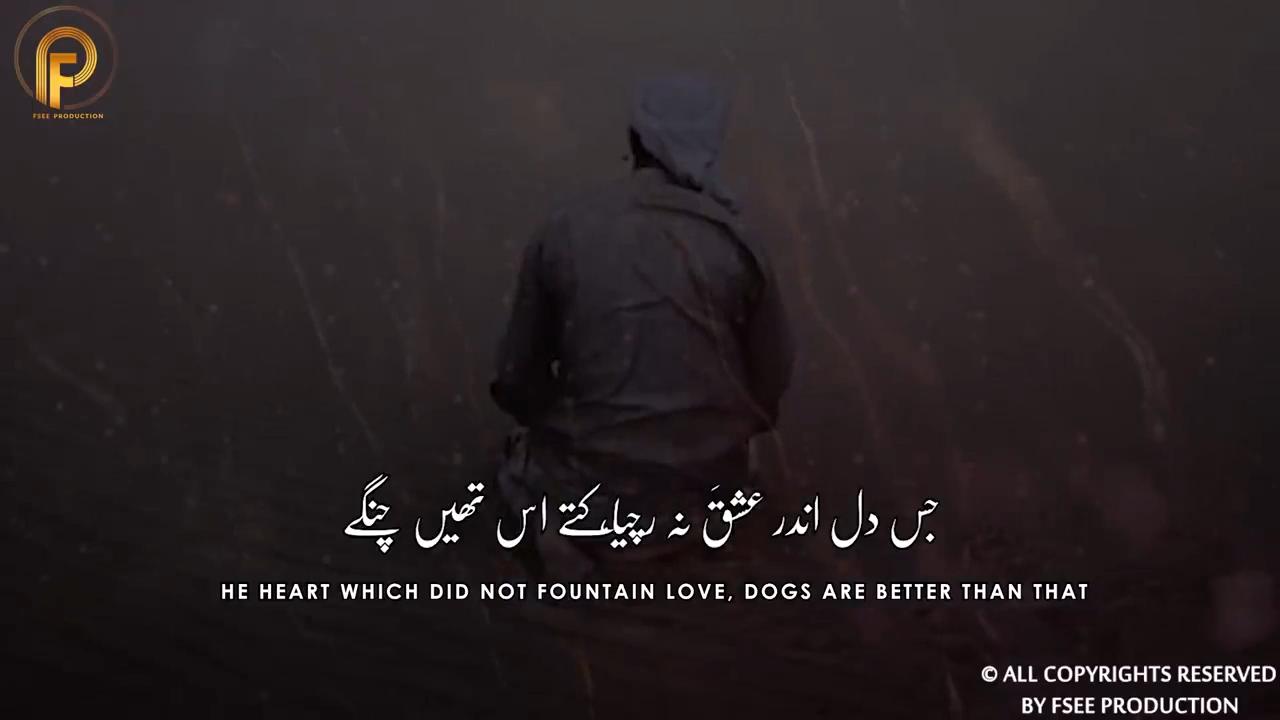 FSEE PRODUCTION
جس دل اندر عشقَ نہ رچیا، کتے اس تھیں چنگے
HE HEART WHICH DID NOT FOUNTAIN LOVE, DOGS ARE BETTER THAN THAT
© ALL COPYRIGHTS RESERVED
BY FSEE PRODUCTION